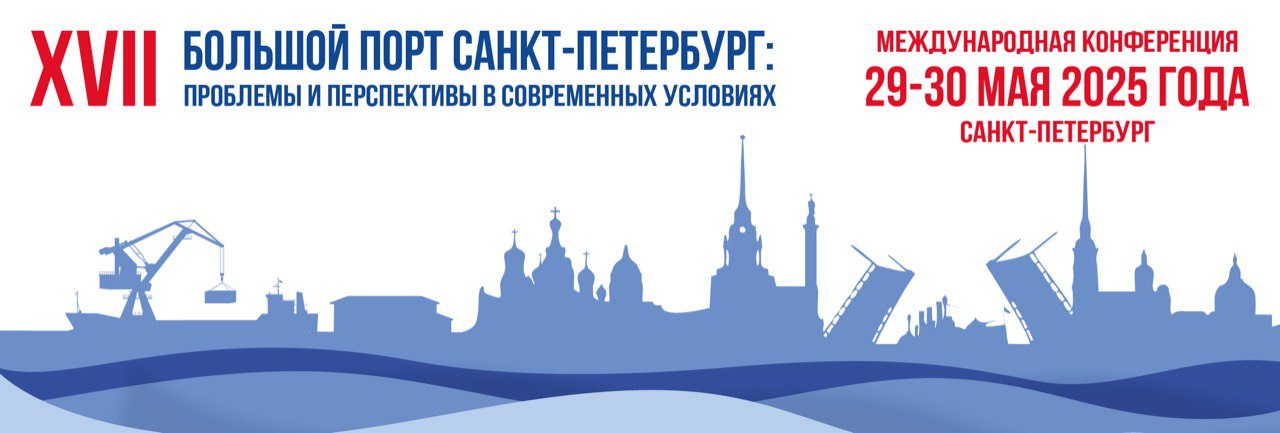 XVII
БОЛЬШОЙ ПОРТ САНКТ-ПЕТЕРБУРГ:
ПРОБЛЕМЫ И ПЕРСПЕКТИВЫ В СОВРЕМЕННЫХ УСЛОВИЯХ
МЕЖДУНАРОДНАЯ КОНФЕРЕНЦИЯ
29-30 МАЯ 2025 ГОДА
САНКТ-ПЕТЕРБУРГ